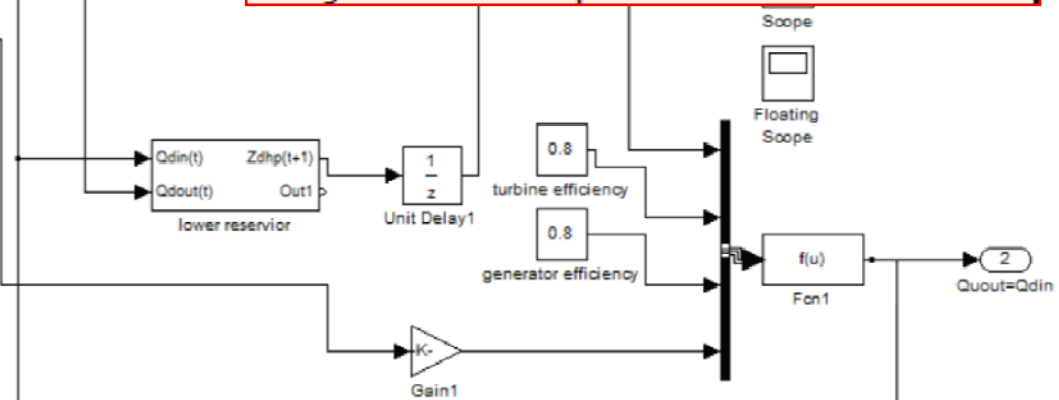 Scope
Floating
Scope
0.8
turbine efficiency
Qdin(t)
Zdhp(t+1)
Qdout(t)
Out1
lower reservior
1
z
Unit Delay1
0.8
generator efficiency
f(u)
Fcn1
2
Quout=Qdin
-K-
Gain1